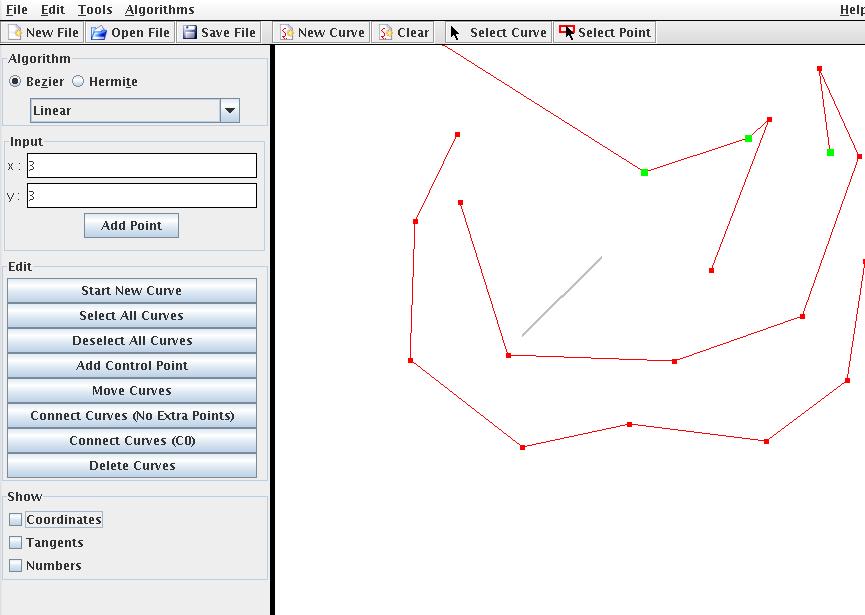 File Edit Tools Algorithms Help
New File Open File Save File New Curve Clear Select Curve Select Point
Algorithm
Bezier Hermite
Linear
Input
x: 3
y: 3
Add Point
Edit
Start New Curve
Select All Curves
Deselect All Curves
Add Control Point
Move Curves
Connect Curves (No Extra Points)
Connect Curves (C0)
Delete Curves
Show
Coordinates
Tangents
Numbers